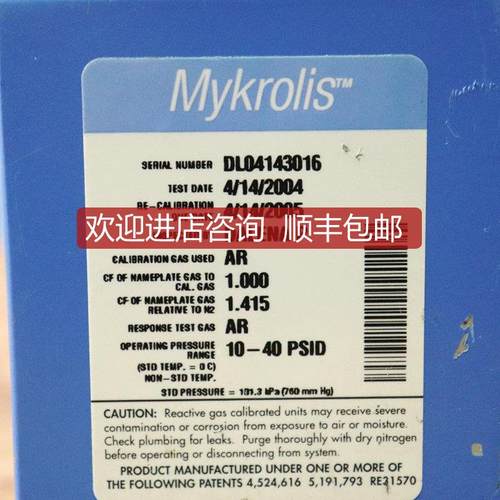 Mykrolis™
SERIAL NUMBER DL04143016
TEST DATE 4/14/2004
RE-CALIBRATION 4/14/2005
欢迎进店咨询 顺丰包邮
CALIBRATION GAS USED AR
CF OF NAMEPLATE GAS TO
CAL. GAS 1.000
CF OF NAMEPLATE GAS
RELATIVE TO N2 1.415
RESPONSE TEST GAS AR
OPERATING PRESSURE
RANGE 10-40 PSID
(STD TEMP. = 0 C)
NON-STD TEMP.
STD PRESSURE = 101.3 kPa (760 mm Hg)
CAUTION: Reactive gas calibrated units may receive severe
contamination or corrosion from exposure to air or moisture.
Check plumbing for leaks. Purge thoroughly with dry nitrogen
before operating or disconnecting from system.
PRODUCT MANUFACTURED UNDER ONE OR MORE OF
THE FOLLOWING PATENTS 4,524,616 5,191,793 RE31570